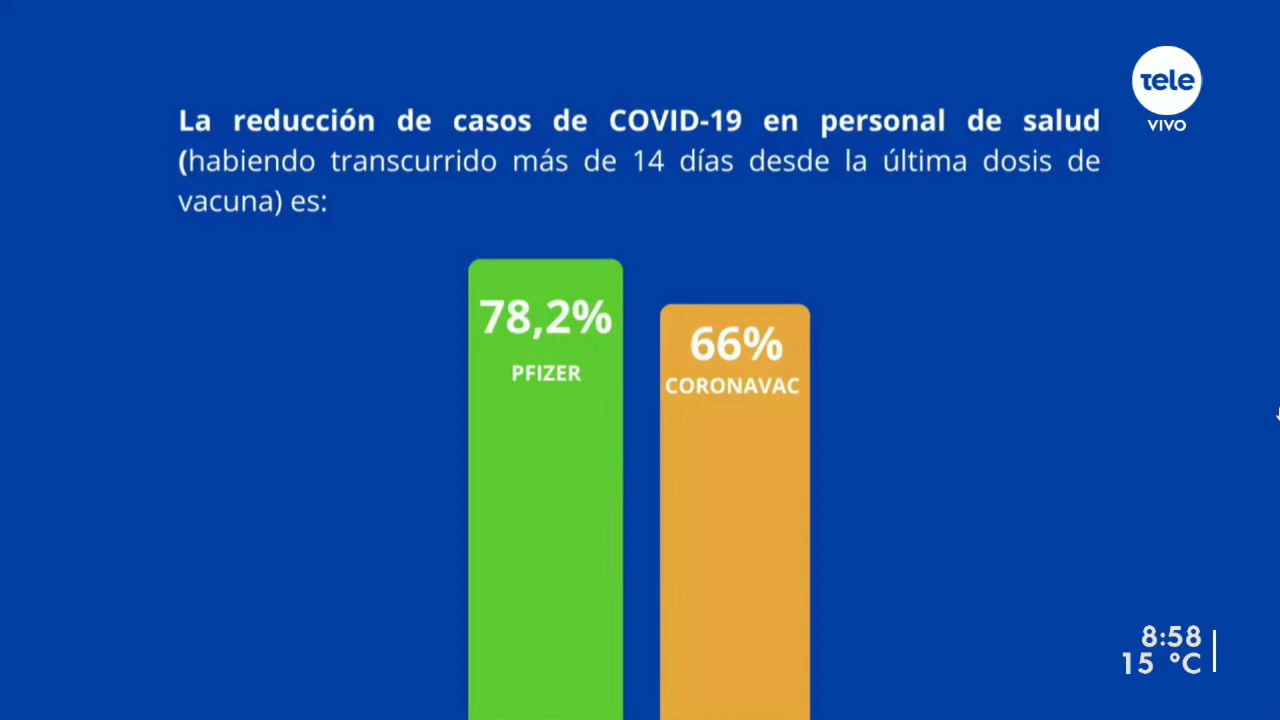 tele
VIVO
La reducción de casos de COVID-19 en personal de salud
(habiendo transcurrido más de 14 días desde la última dosis de
vacuna) es:
78,2%
PFIZER
66%
CORONAVAC
8:58
15 °C